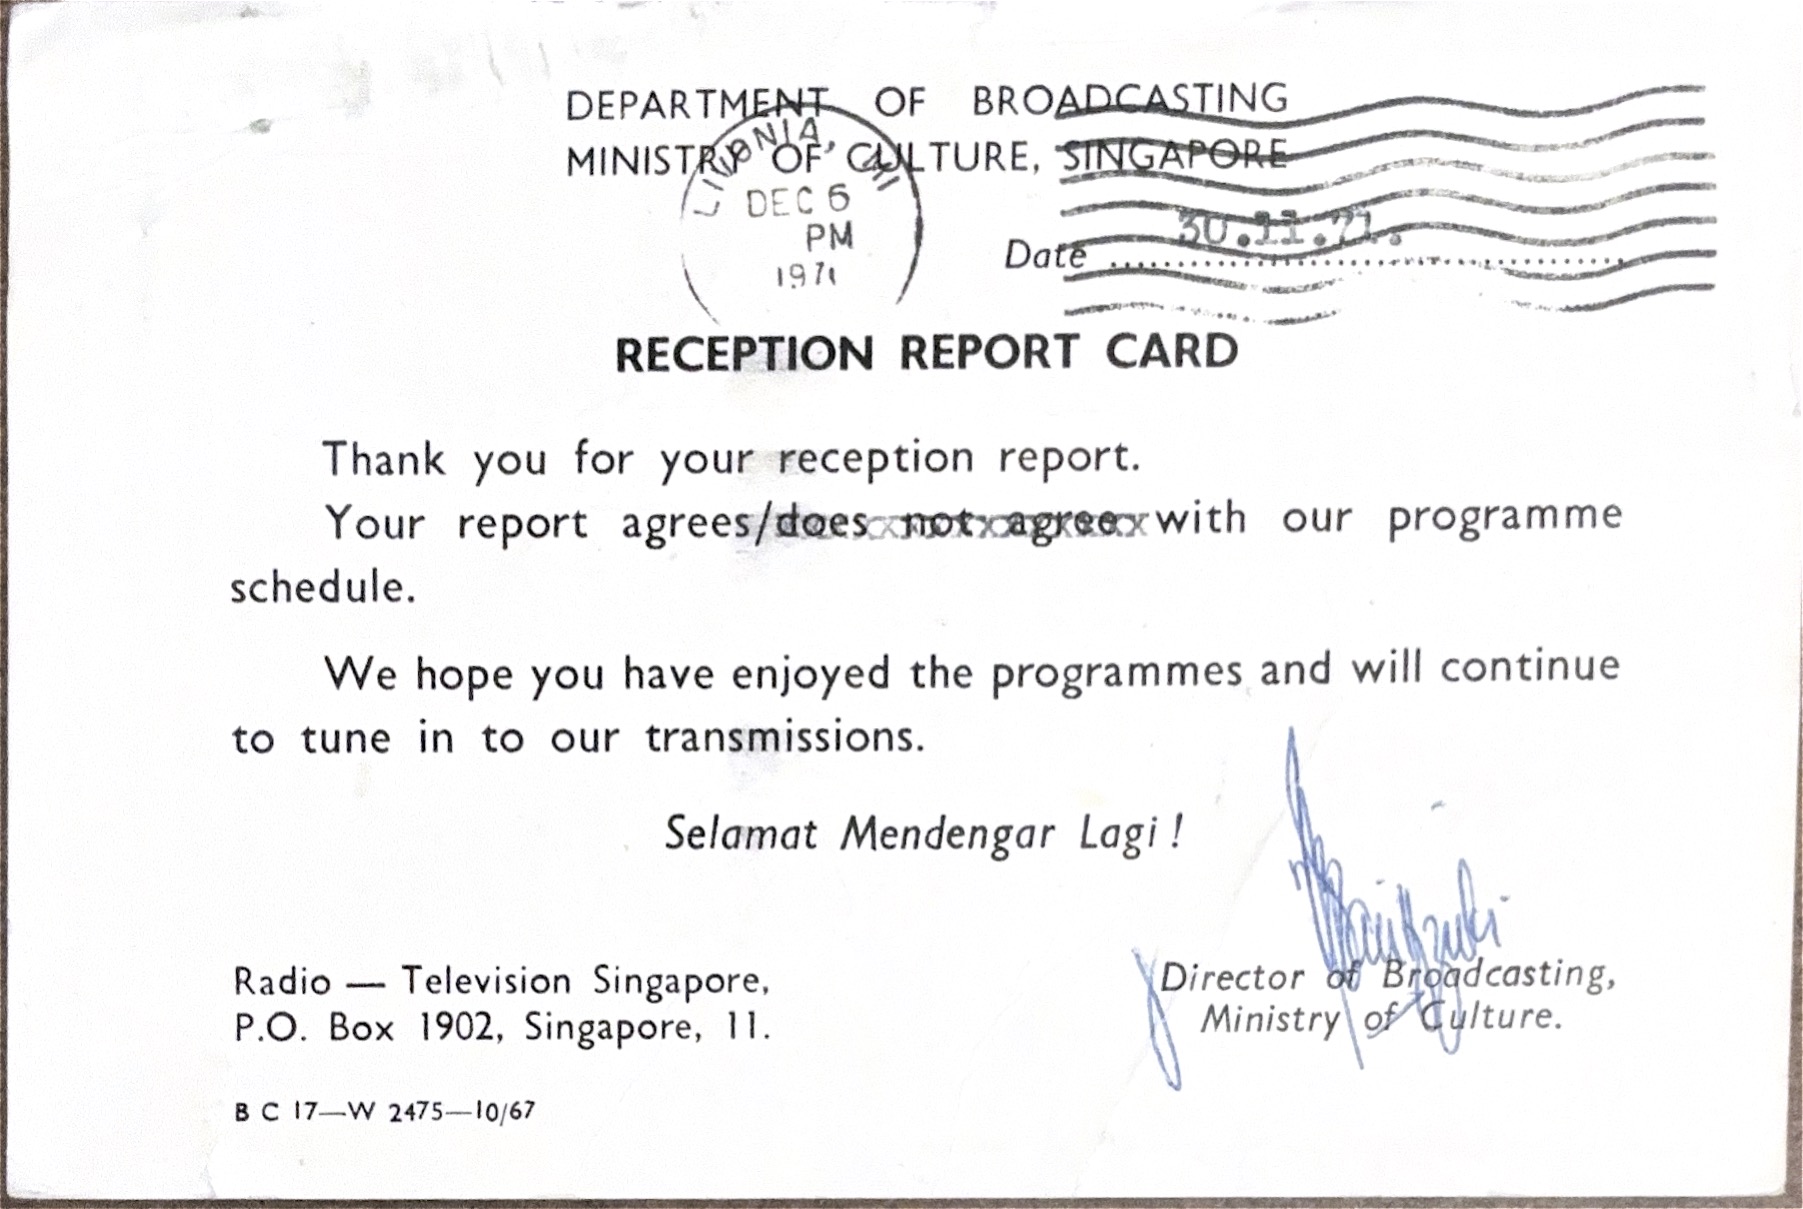 DEPARTMENT OF BROADCASTING
MINISTRY OF CULTURE, SINGAPORE
LIVONIA, MI
DEC 6
PM
1971
Date 30.11.71.
RECEPTION REPORT CARD
Thank you for your reception report.
Your report agrees/does not agree with our programme
schedule.
We hope you have enjoyed the programmes and will continue
to tune in to our transmissions.
Selamat Mendengar Lagi !
Radio — Television Singapore,
P.O. Box 1902, Singapore, 11.
Director of Broadcasting,
Ministry of Culture.
B C 17—W 2475—10/67